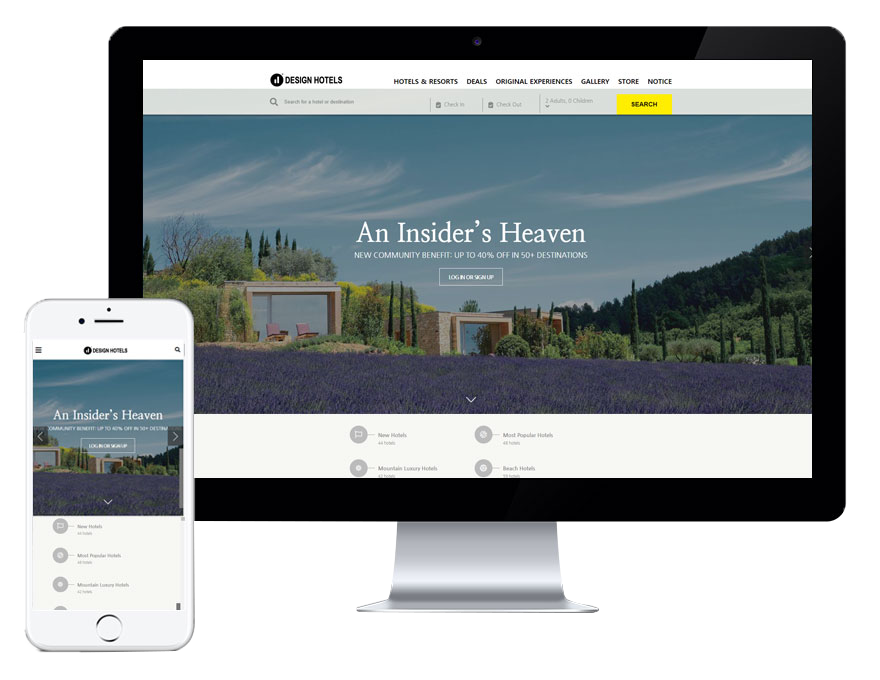 DESIGN HOTELS
HOTELS & RESORTS DEALS ORIGINAL EXPERIENCES GALLERY STORE NOTICE
Search for a hotel or destination Check In Check Out 2 Adults, 0 Children SEARCH
An Insider's Heaven
NEW COMMUNITY BENEFIT: UP TO 40% OFF IN 50+ DESTINATIONS
LOG IN OR SIGN UP
New Hotels Most Popular Hotels
44 hotels 48 hotels
Mountain Luxury Hotels Beach Hotels
42 hotels hotels
DESIGN HOTELS
An Insider's Heaven
OMMUNITY BENEFIT: UP TO 40% OFF IN 50+ DESTINA
LOG IN OR SIGN UP
New Hotels
44 hotels
Most Popular Hotels
48 hotels
Mountain Luxury Hotels
42 hotels